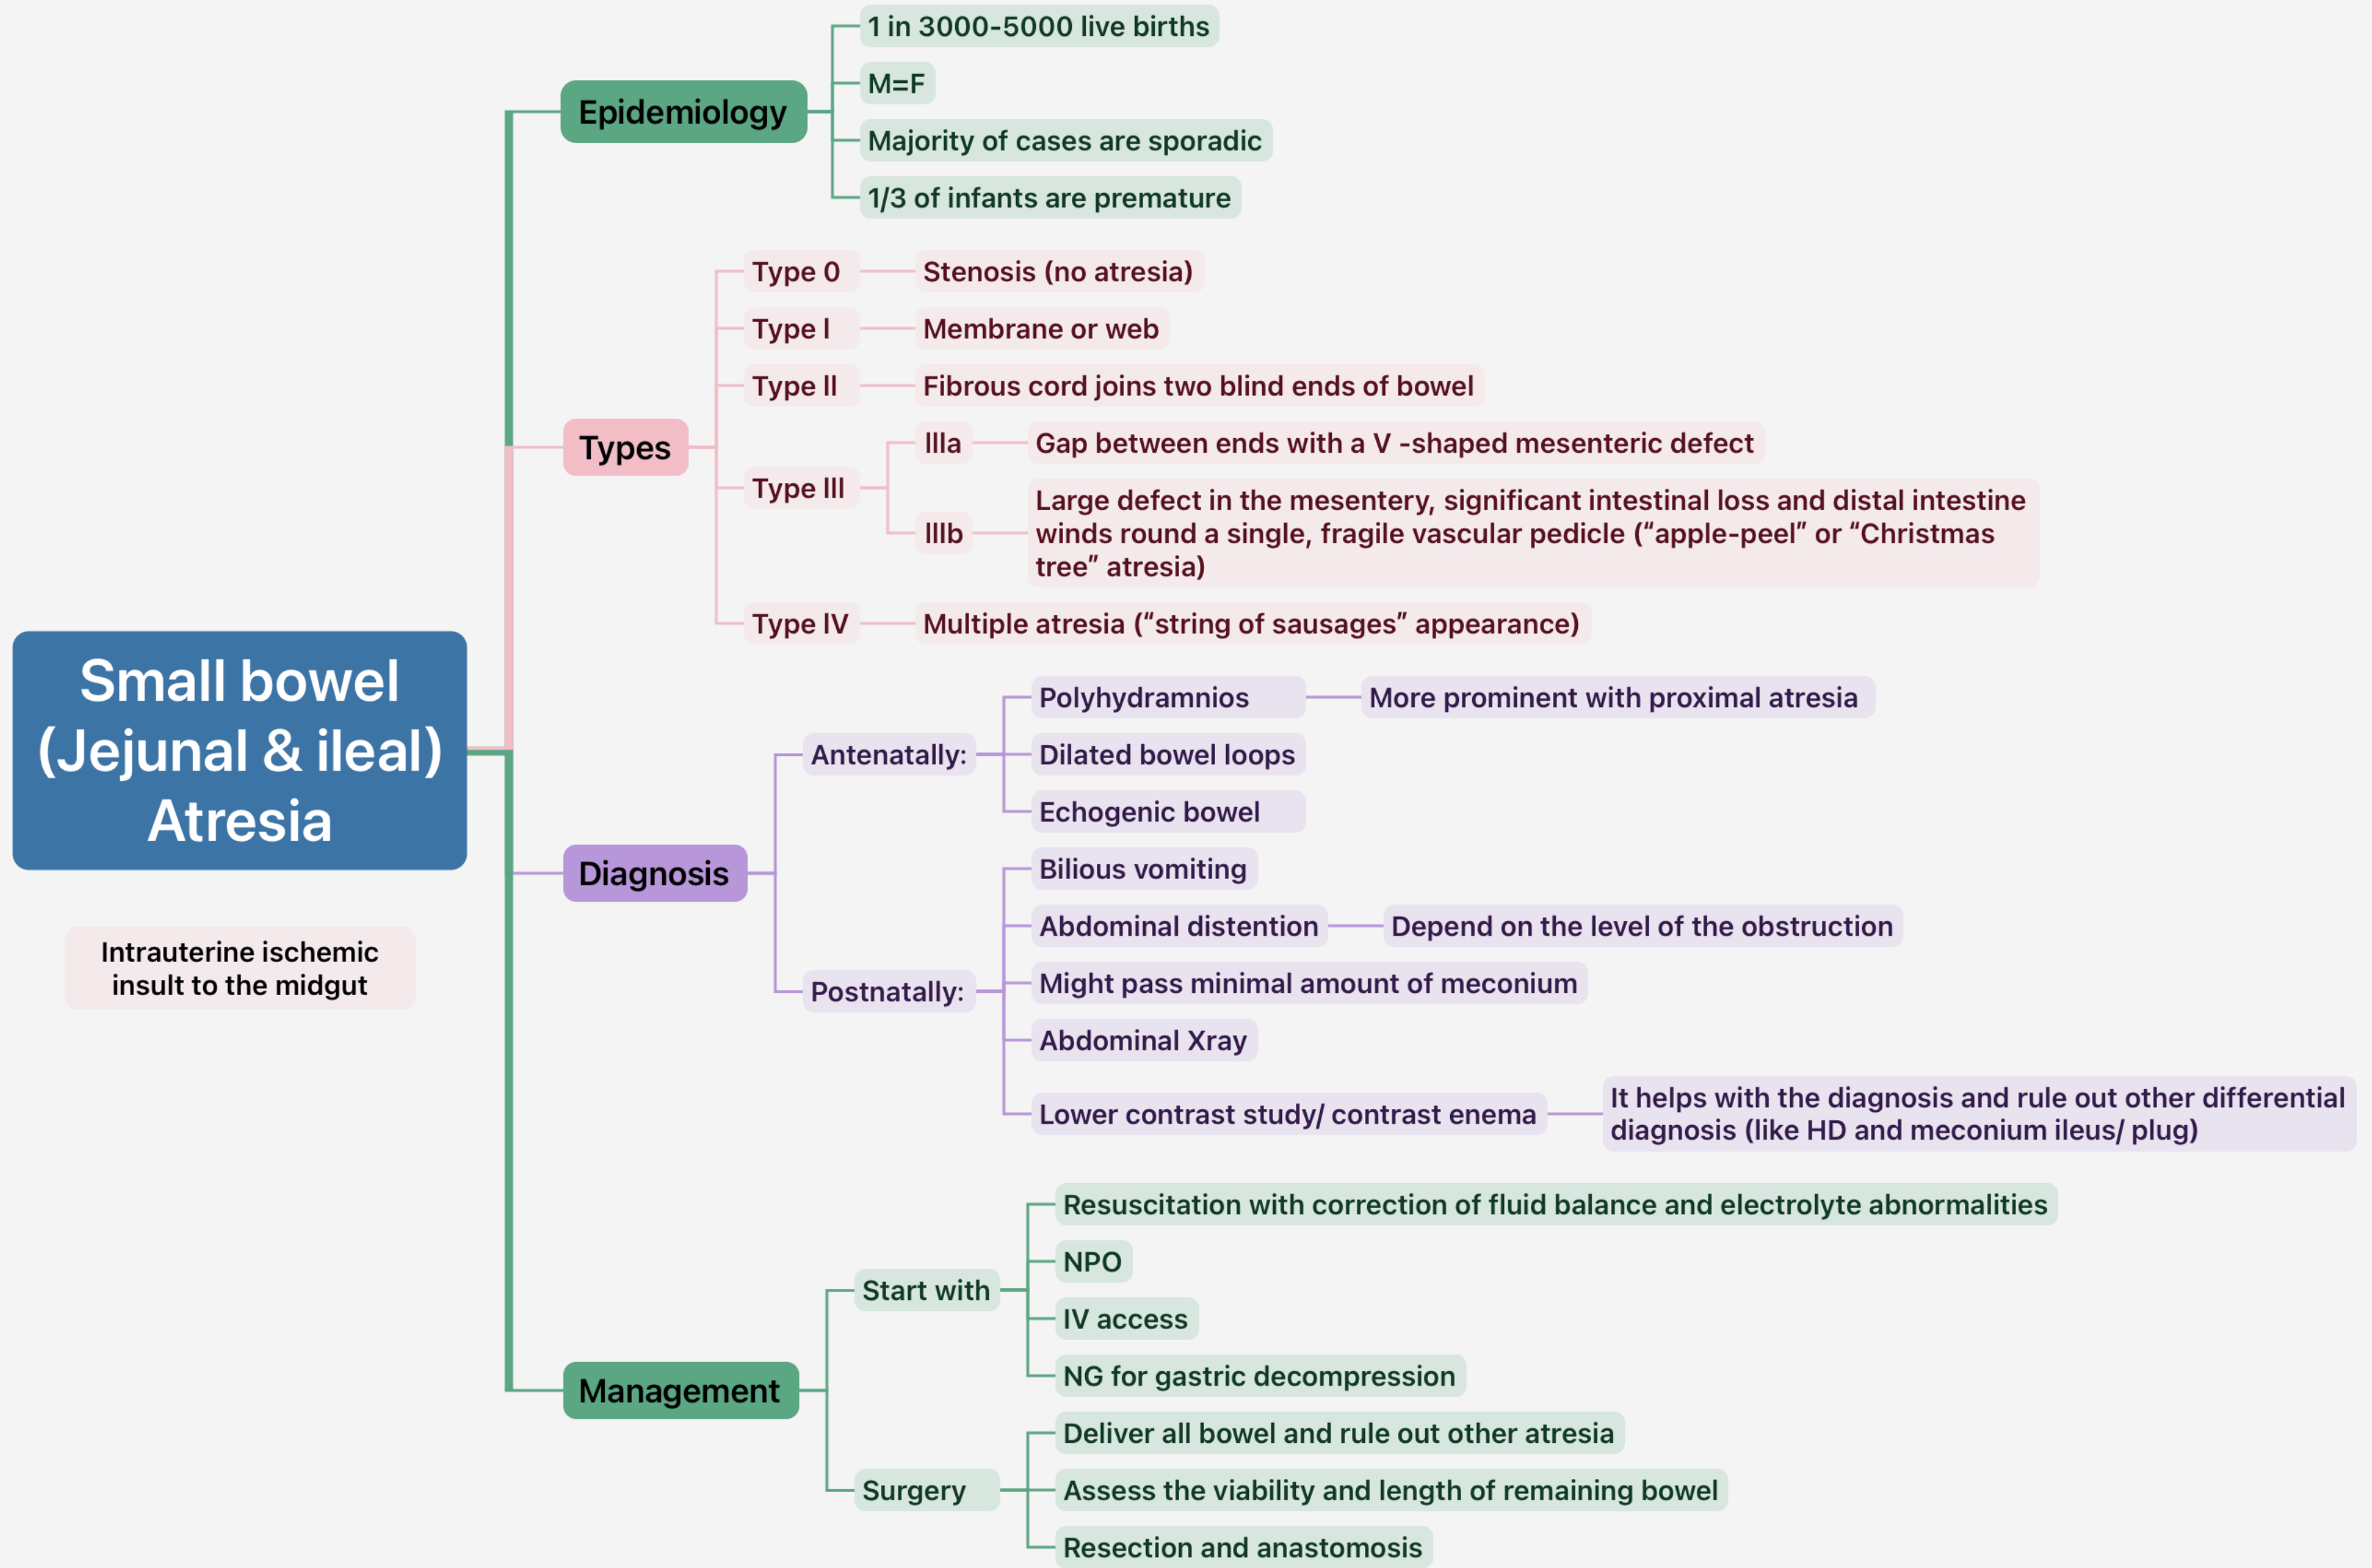 1 in 3000-5000 live births
M=F
Epidemiology
Majority of cases are sporadic
1/3 of infants are premature
Type 0
Stenosis (no atresia)
Type I
Membrane or web
Type II
Fibrous cord joins two blind ends of bowel
Types
Type III
IIIa
Gap between ends with a V -shaped mesenteric defect
IIIb
Large defect in the mesentery, significant intestinal loss and distal intestine
winds round a single, fragile vascular pedicle (“apple-peel” or “Christmas
tree” atresia)
Type IV
Multiple atresia (“string of sausages” appearance)
Small bowel
(Jejunal & ileal)
Atresia
Intrauterine ischemic
insult to the midgut
Diagnosis
Antenatally:
Polyhydramnios
More prominent with proximal atresia
Dilated bowel loops
Echogenic bowel
Postnatally:
Bilious vomiting
Abdominal distention
Depend on the level of the obstruction
Might pass minimal amount of meconium
Abdominal Xray
Lower contrast study/ contrast enema
It helps with the diagnosis and rule out other differential
diagnosis (like HD and meconium ileus/ plug)
Management
Start with
Resuscitation with correction of fluid balance and electrolyte abnormalities
NPO
IV access
NG for gastric decompression
Surgery
Deliver all bowel and rule out other atresia
Assess the viability and length of remaining bowel
Resection and anastomosis